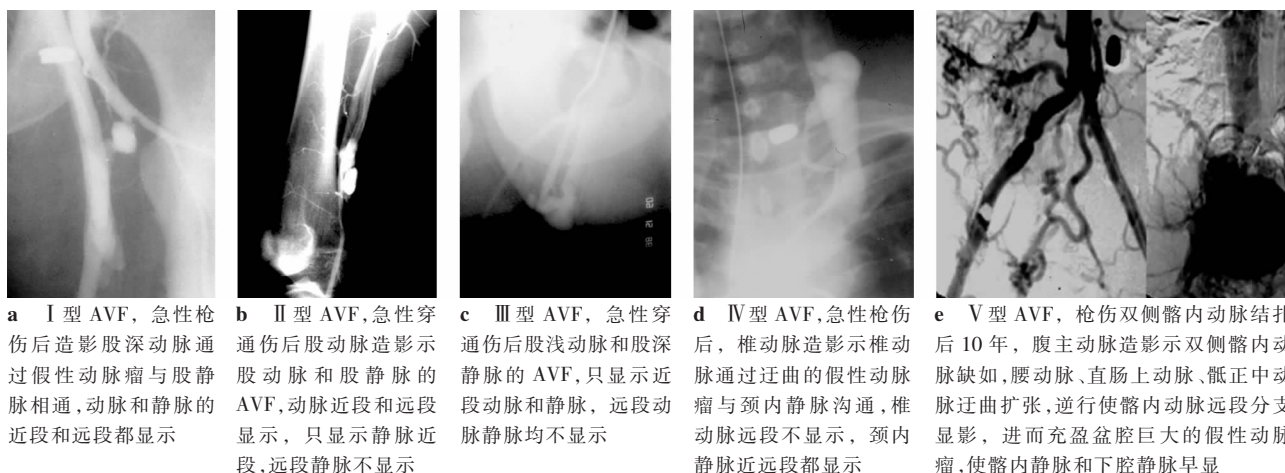 a Ⅰ型 AVF, 急性枪
伤后造影股深动脉通
过假性动脉瘤与股静
脉相通,动脉和静脉的
近段和远段都显示
b Ⅱ型 AVF,急性穿
通伤后股动脉造影示
股动脉和股静脉的
AVF,动脉近段和远段
显示，只显示静脉近
段,远段静脉不显示
c Ⅲ型 AVF, 急性穿
通伤后股浅动脉和股深
静脉的 AVF,只显示近
段动脉和静脉，远段动
脉静脉均不显示
d Ⅳ型 AVF,急性枪伤
后，椎动脉造影示椎动
脉通过迂曲的假性动脉
瘤与颈内静脉沟通,椎
动脉远段不显示，颈内
静脉近远段都显示
e Ⅴ型 AVF，枪伤双侧髂内动脉结扎
后 10 年，腹主动脉造影示双侧髂内动
脉缺如,腰动脉、直肠上动脉、骶正中动
脉迂曲扩张,逆行使髂内动脉远段分支
显影，进而充盈盆腔巨大的假性动脉
瘤,使髂内静脉和下腔静脉早显